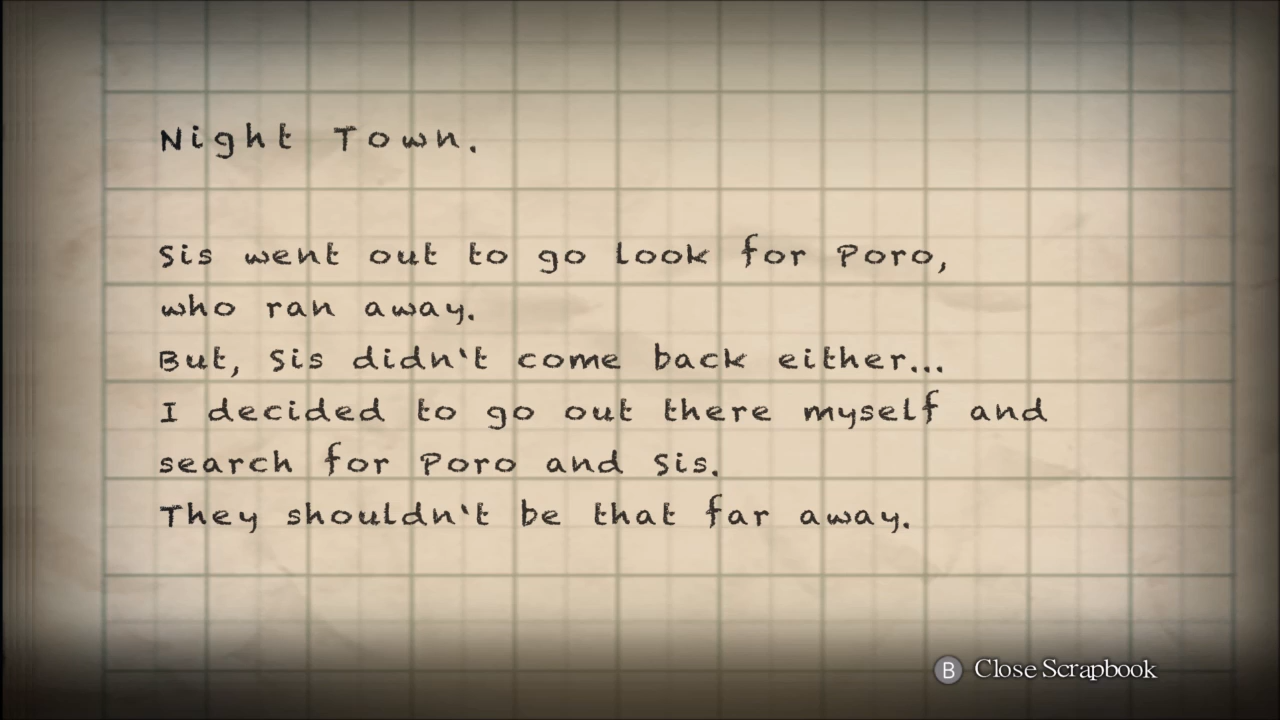 Night Town.
Sis went out to go look for Poro,
who ran away.
But, Sis didn't come back either...
I decided to go out there myself and
search for Poro and Sis.
They shouldn't be that far away.
B Close Scrapbook